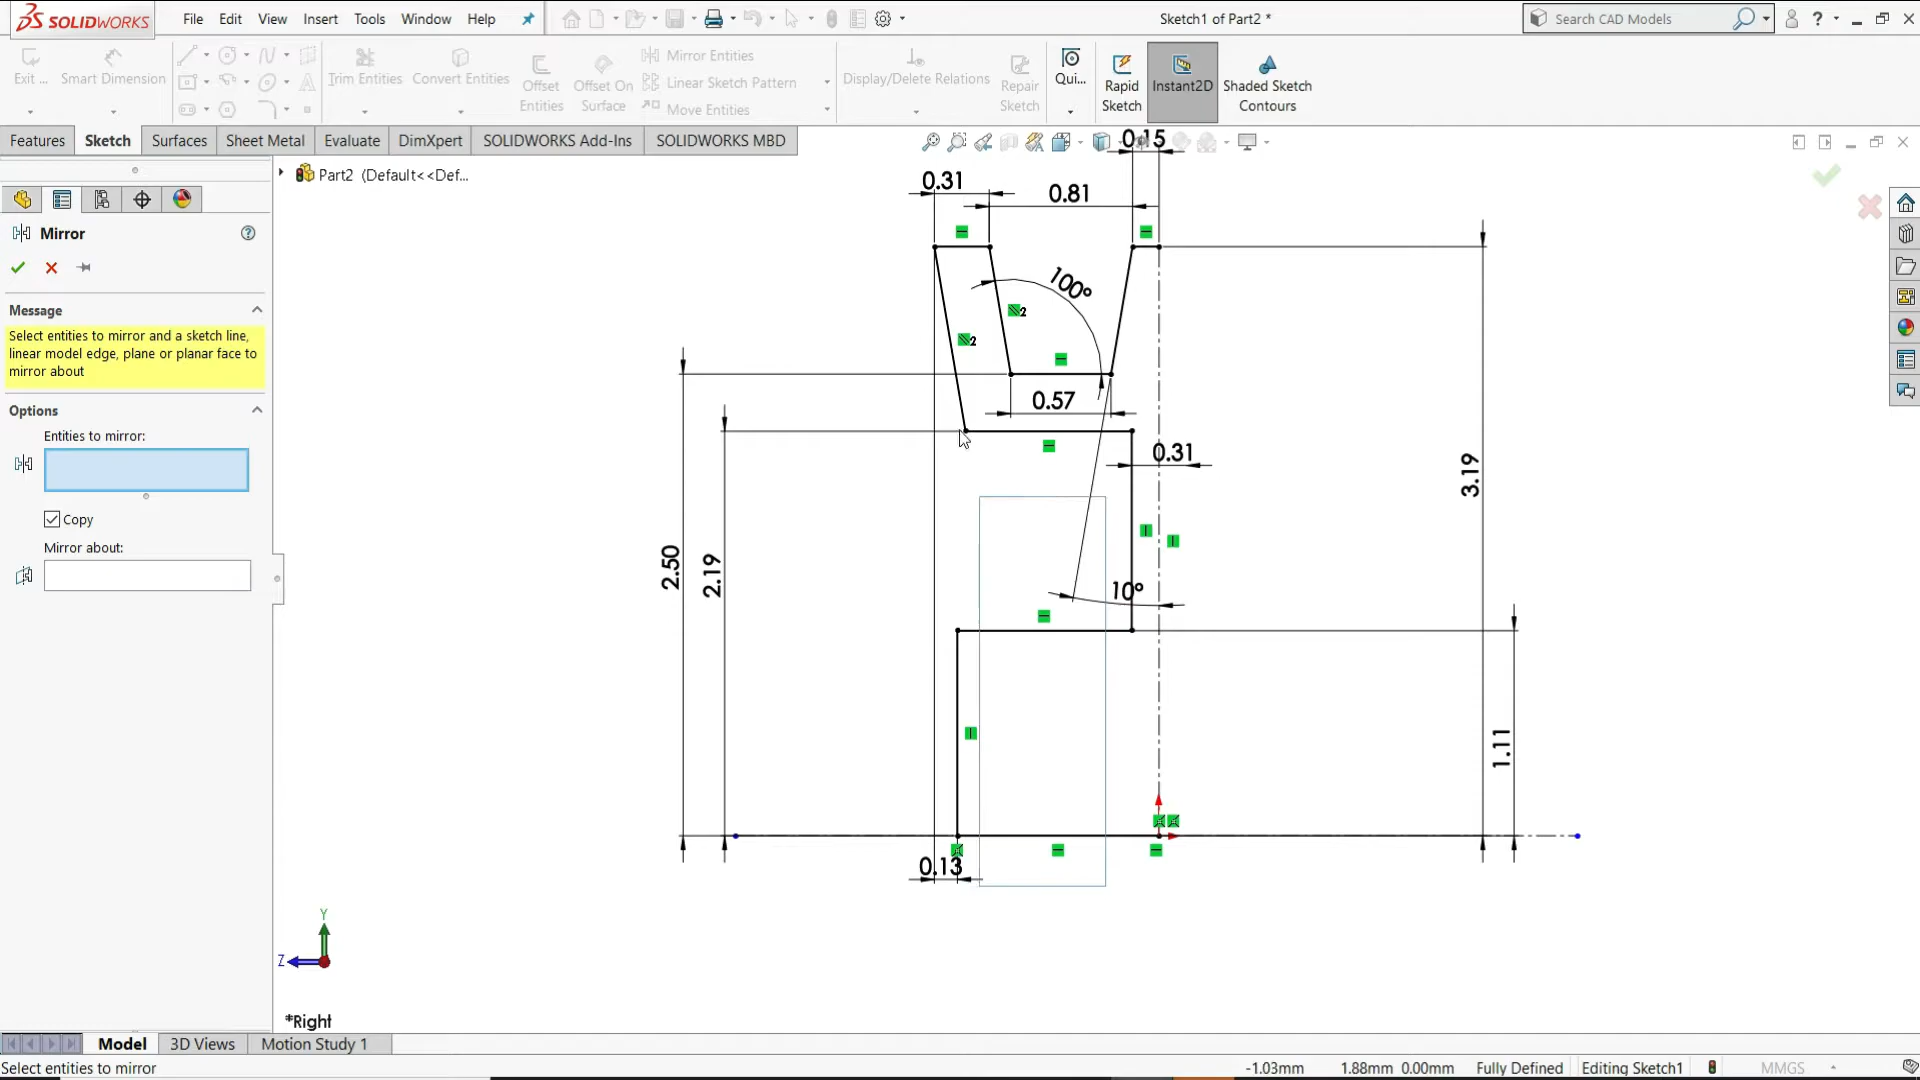 SOLIDWORKS
File Edit View Insert Tools Window Help
Sketch1 of Part2 *
Search CAD Models
?
Exit ...
Smart Dimension
Trim Entities
Convert Entities
Offset
Entities
Offset On
Surface
Mirror Entities
Linear Sketch Pattern
Move Entities
Display/Delete Relations
Repair
Sketch
Qui...
Rapid
Sketch
Instant2D
Shaded Sketch
Contours
Features
Sketch
Surfaces
Sheet Metal
Evaluate
DimXpert
SOLIDWORKS Add-Ins
SOLIDWORKS MBD
Part2 (Default<<Def...
Mirror
?
Message
Select entities to mirror and a sketch line,
linear model edge, plane or planar face to
mirror about
Options
Entities to mirror:
Copy
Mirror about:
0.15
0.31
0.81
100°
2
2
0.57
0.31
3.19
2.50
2.19
10°
1.11
0.13
Y
Z
*Right
Model
3D Views
Motion Study 1
Select entities to mirror
-1.03mm
1.88mm
0.00mm
Fully Defined
Editing Sketch1
MMGS